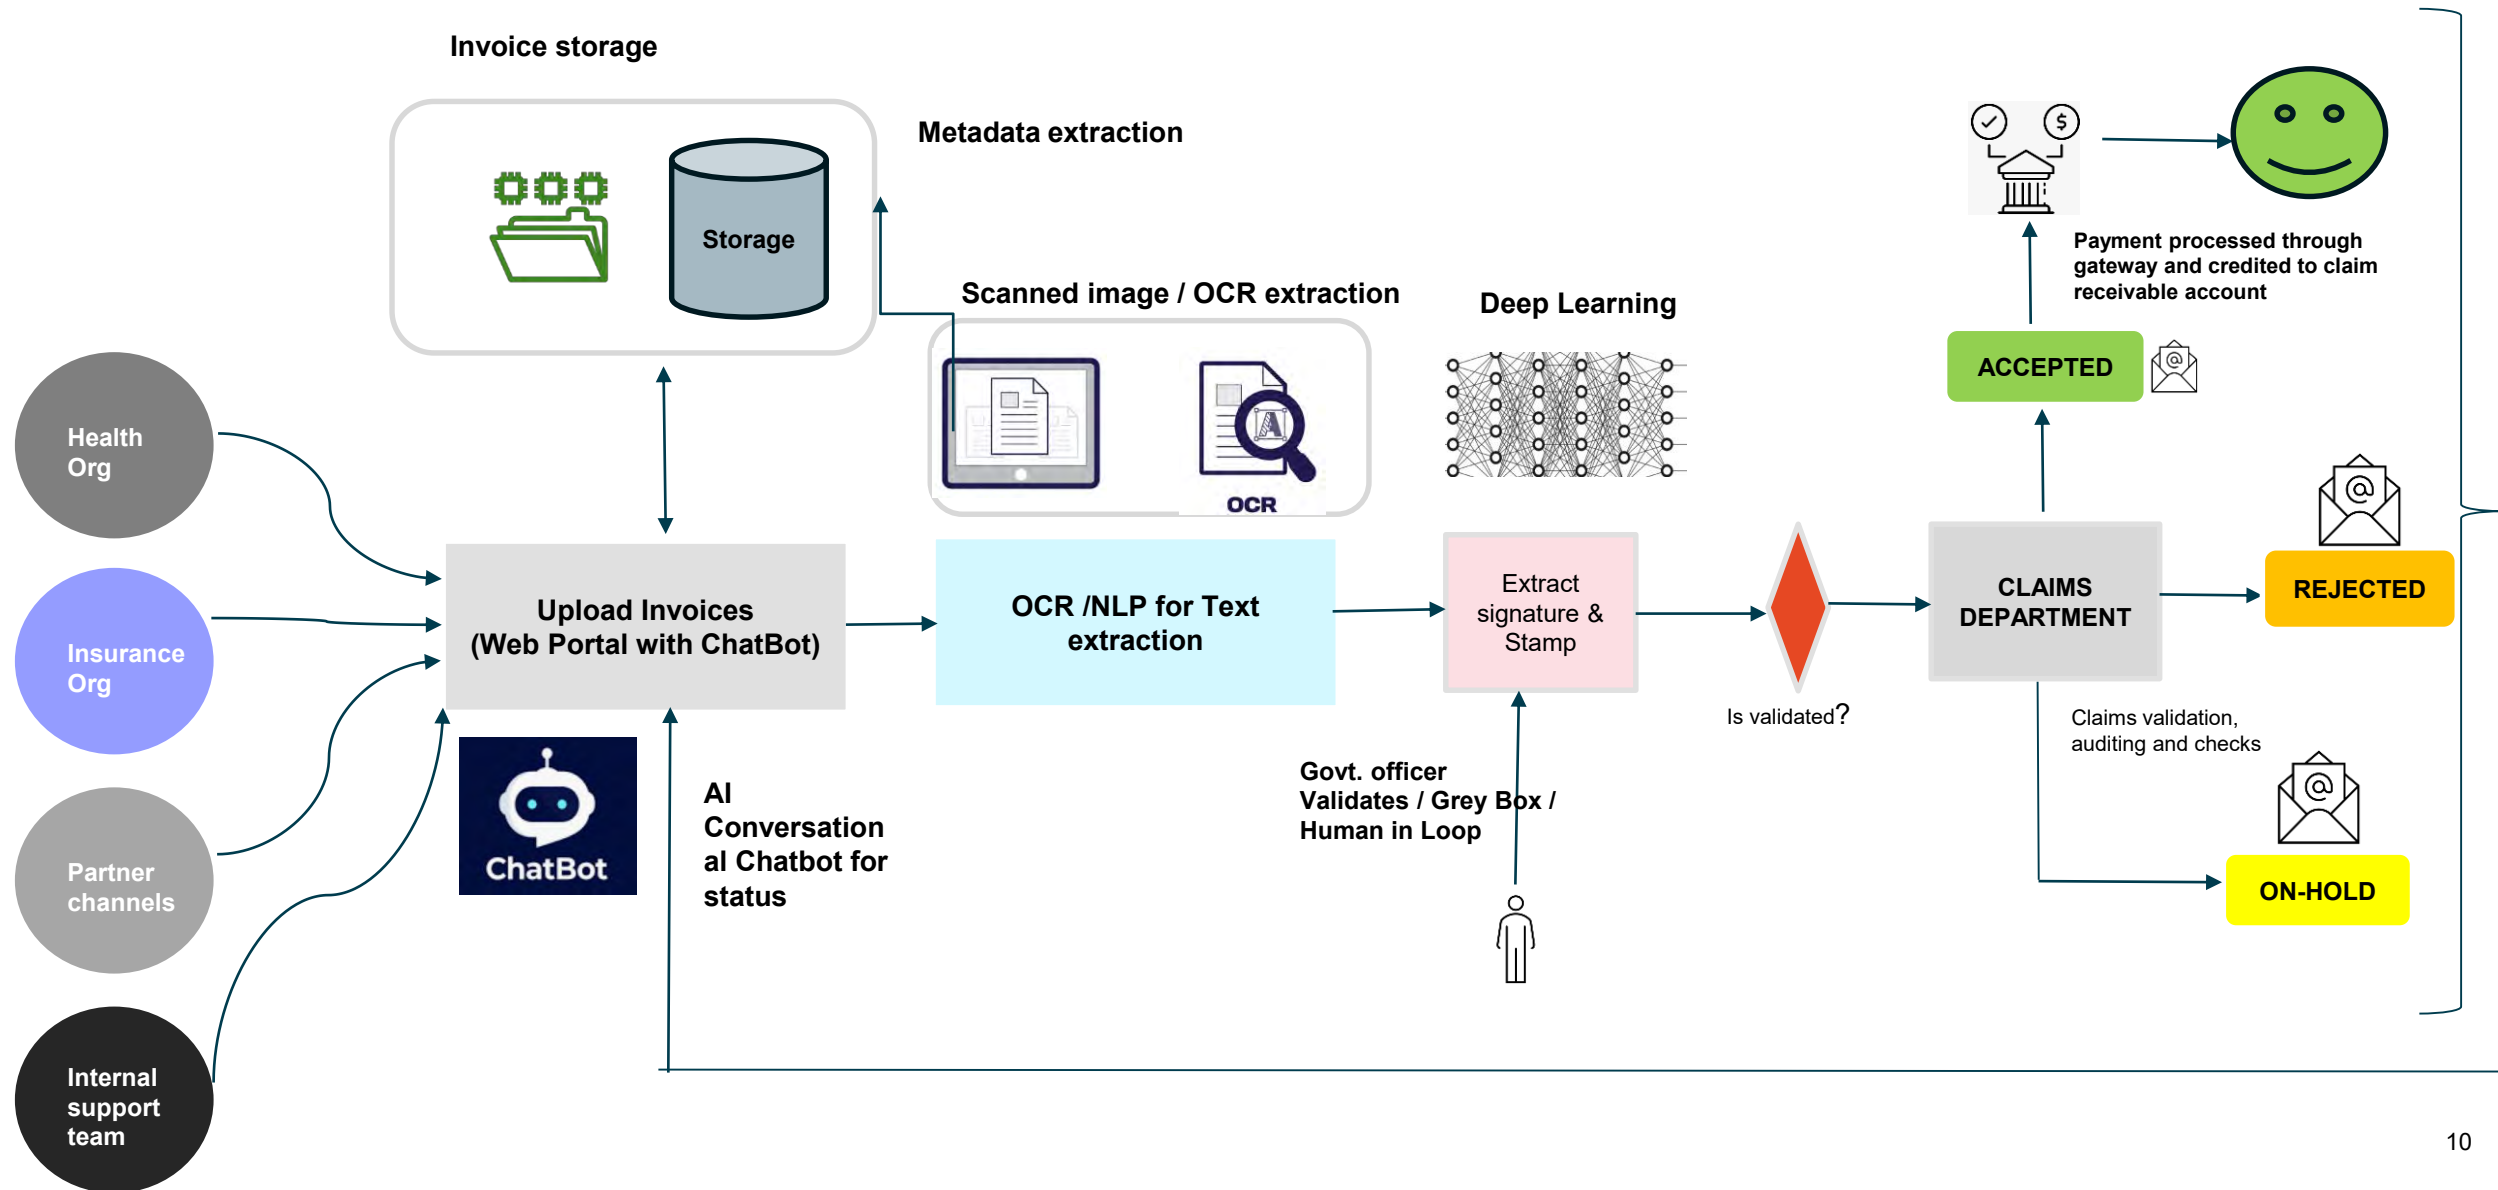 Invoice storage
Metadata extraction
Storage
Scanned image / OCR extraction
OCR
Deep Learning
Payment processed through
gateway and credited to claim
receivable account
ACCEPTED
Health
Org
Insurance
Org
Partner
channels
Internal
support
team
Upload Invoices
(Web Portal with ChatBot)
ChatBot
AI
Conversation
al Chatbot for
status
OCR /NLP for Text
extraction
Extract
signature &
Stamp
Govt. officer
Validates / Grey Box /
Human in Loop
Is validated?
CLAIMS
DEPARTMENT
REJECTED
Claims validation,
auditing and checks
ON-HOLD
10